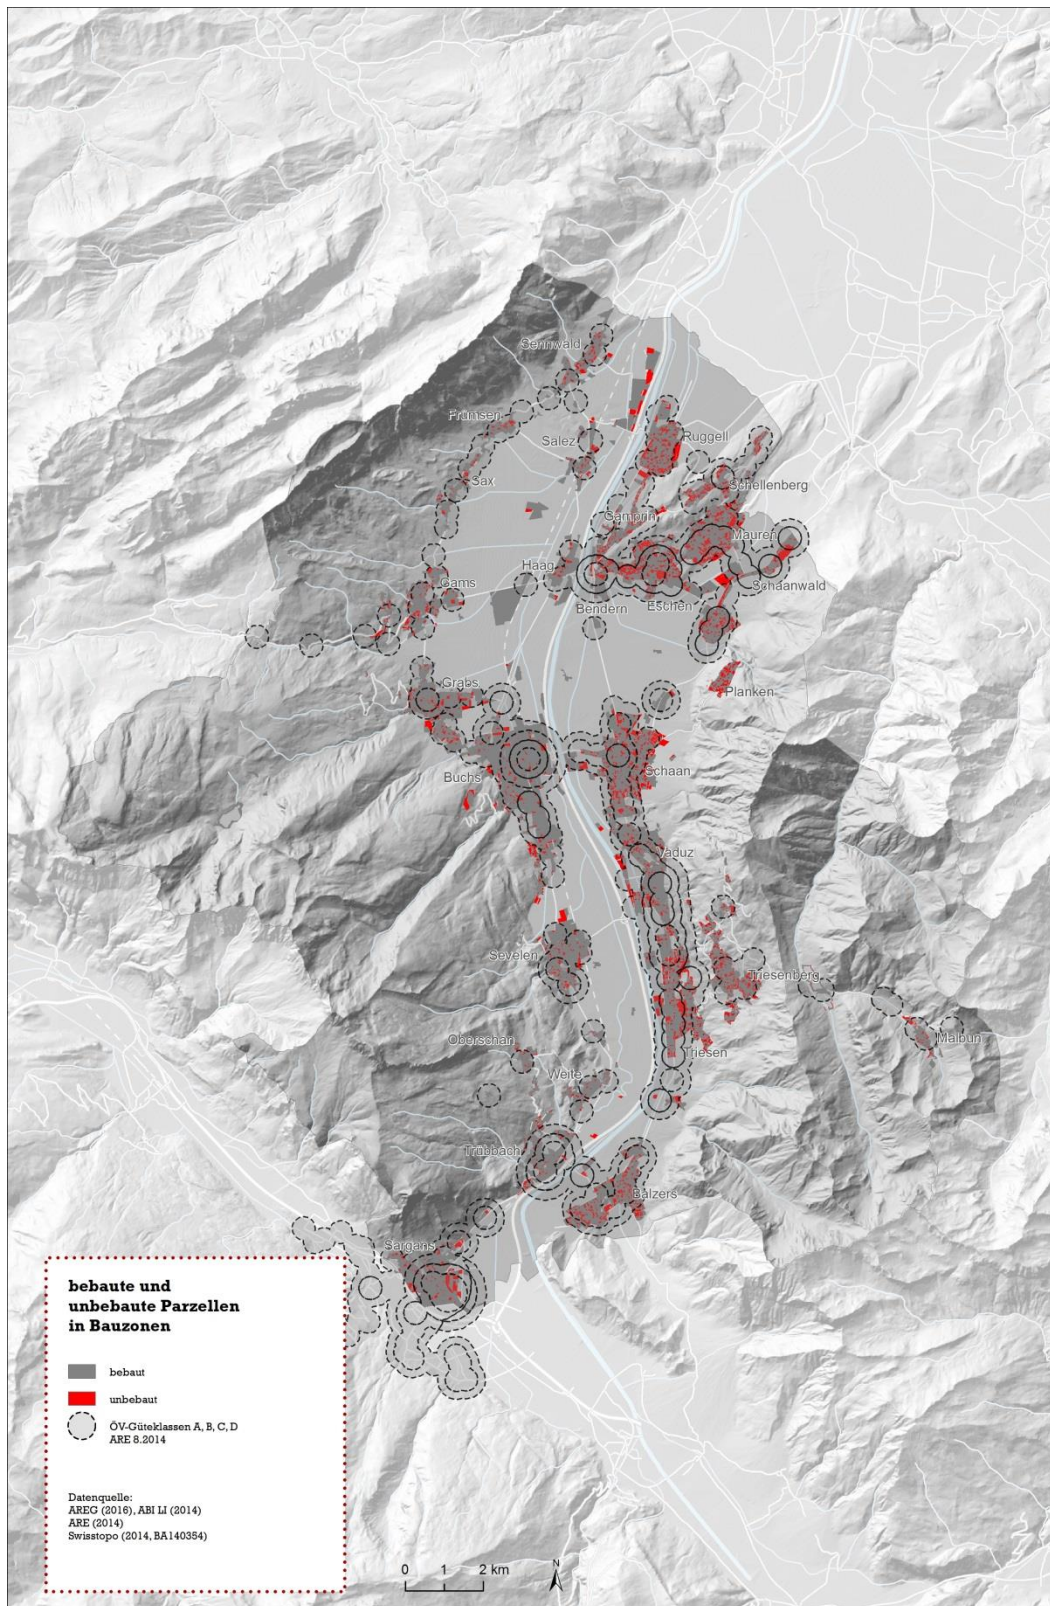 Sennwald
Frümsen
Salez
Ruggell
Sax
Schellenberg
Gamprin
Mauren
Haag
Schaanwald
Gams
Bendern
Eschen
Grabs
Planken
Buchs
Schaan
Vaduz
Sevelen
Triesenberg
Oberschan
Malbun
Triesen
Weite
Trübbach
Balzers
Sargans
bebaute und
unbebaute Parzellen
in Bauzonen
bebaut
unbebaut
ÖV-Güteklassen A, B, C, D
ARE 8.2014
Datenquelle:
AREG (2016), ABI LI (2014)
ARE (2014)
Swisstopo (2014, BA140354)
0 1 2 km
N